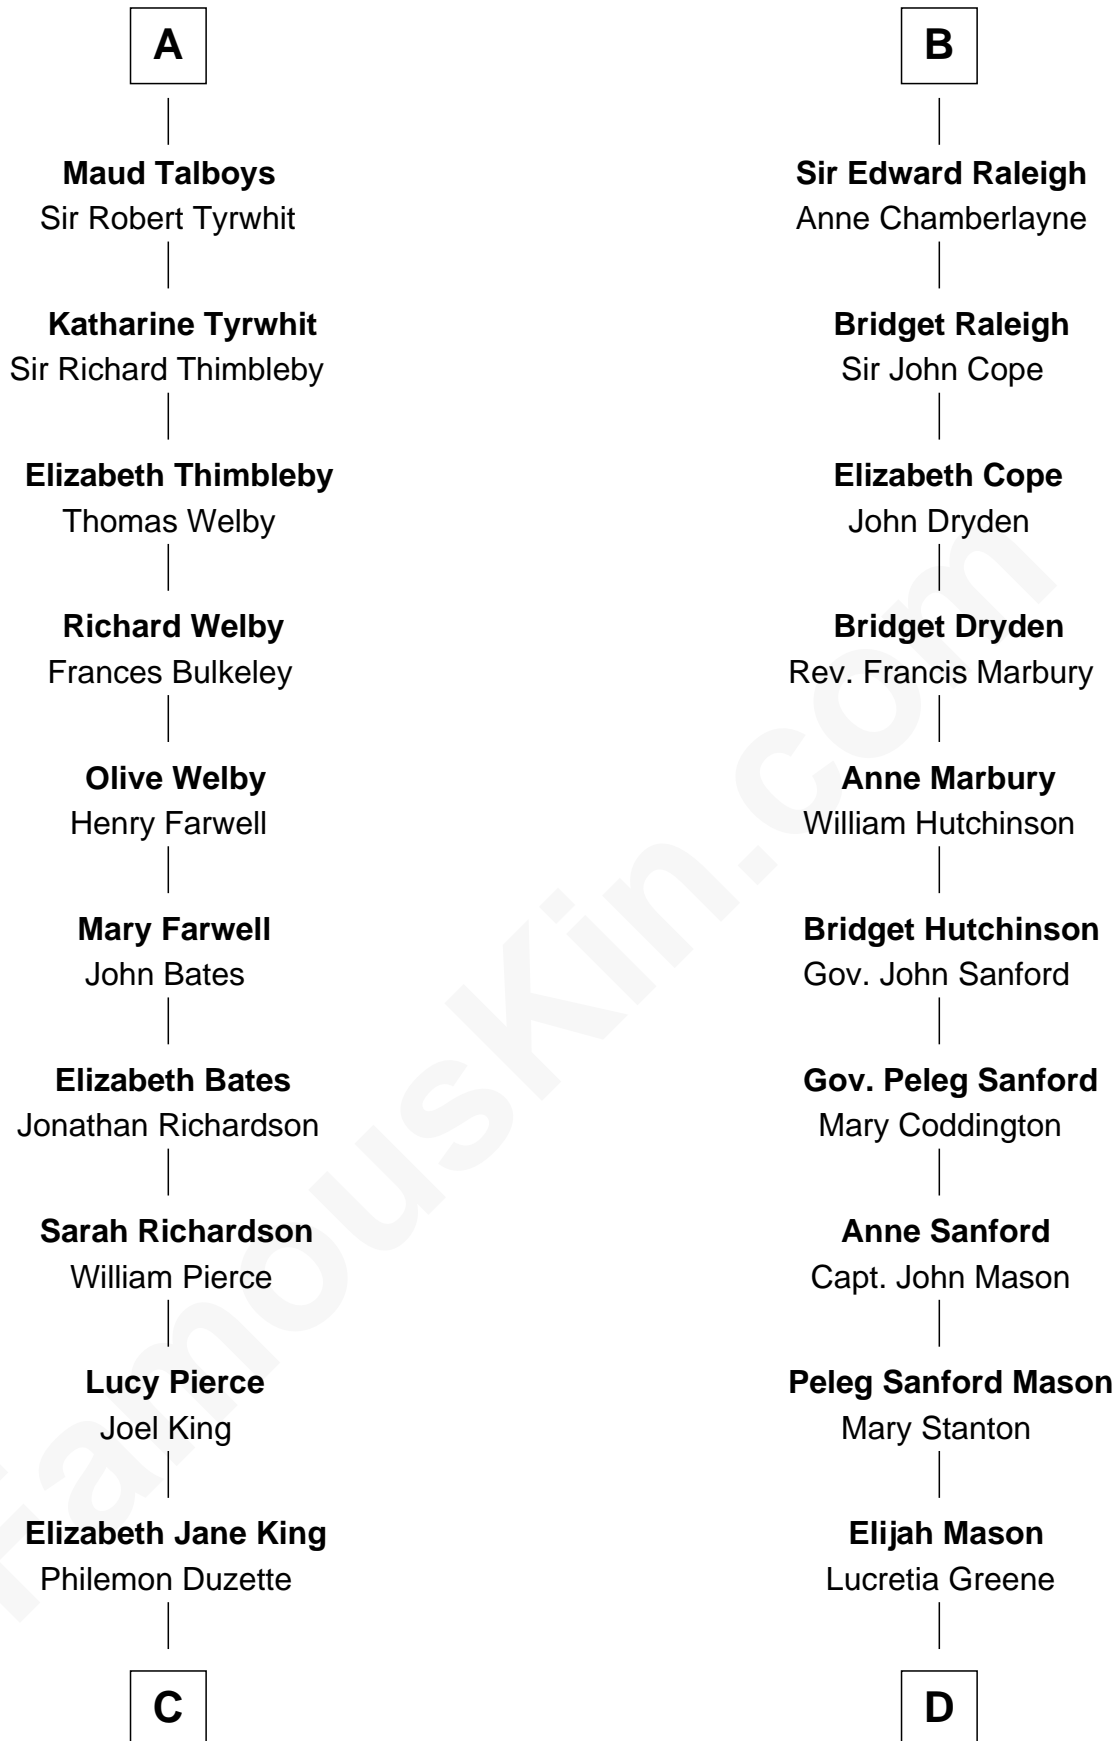 A
Maud Talboys
Sir Robert Tyrwhit
Katharine Tyrwhit
Sir Richard Thimbleby
Elizabeth Thimbleby
Thomas Welby
Richard Welby
Frances Bulkeley
Olive Welby
Henry Farwell
Mary Farwell
John Bates
Elizabeth Bates
Jonathan Richardson
Sarah Richardson
William Pierce
Lucy Pierce
Joel King
Elizabeth Jane King
Philemon Duzette
C
B
Sir Edward Raleigh
Anne Chamberlayne
Bridget Raleigh
Sir John Cope
Elizabeth Cope
John Dryden
Bridget Dryden
Rev. Francis Marbury
Anne Marbury
William Hutchinson
Bridget Hutchinson
Gov. John Sanford
Gov. Peleg Sanford
Mary Coddington
Anne Sanford
Capt. John Mason
Peleg Sanford Mason
Mary Stanton
Elijah Mason
Lucretia Greene
D
FamousKin.com